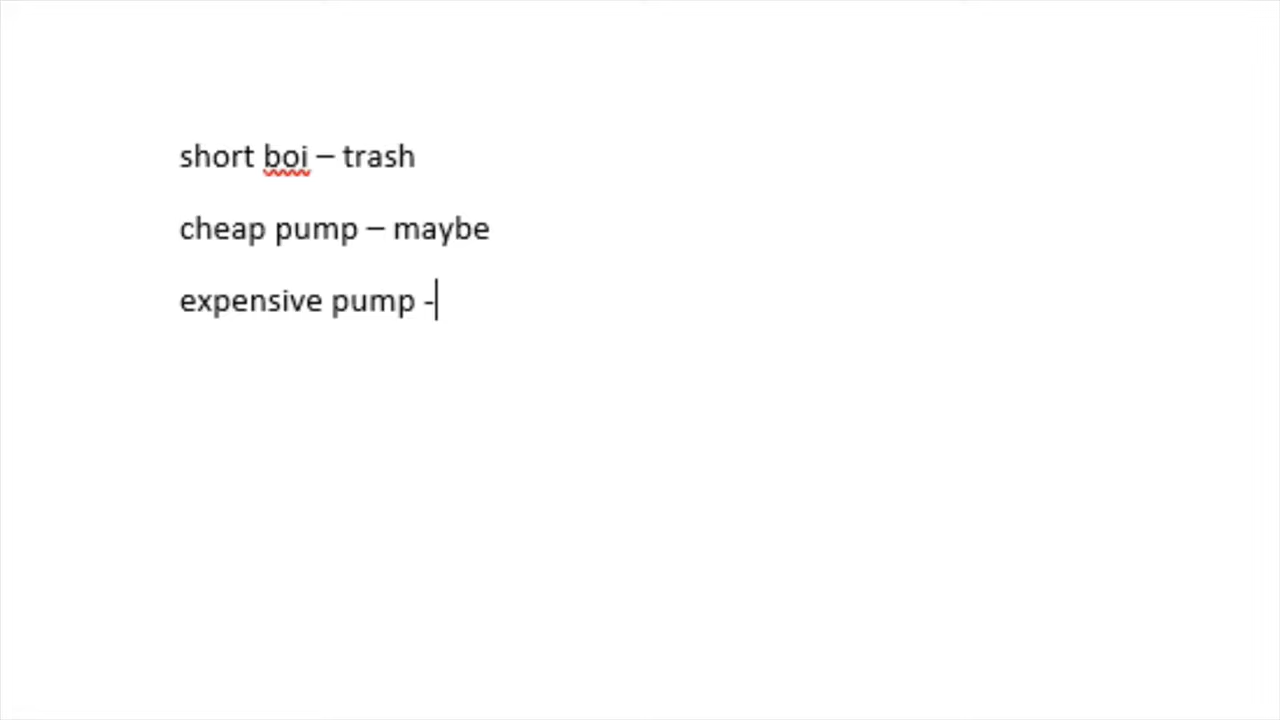 short boi – trash
cheap pump – maybe
expensive pump -